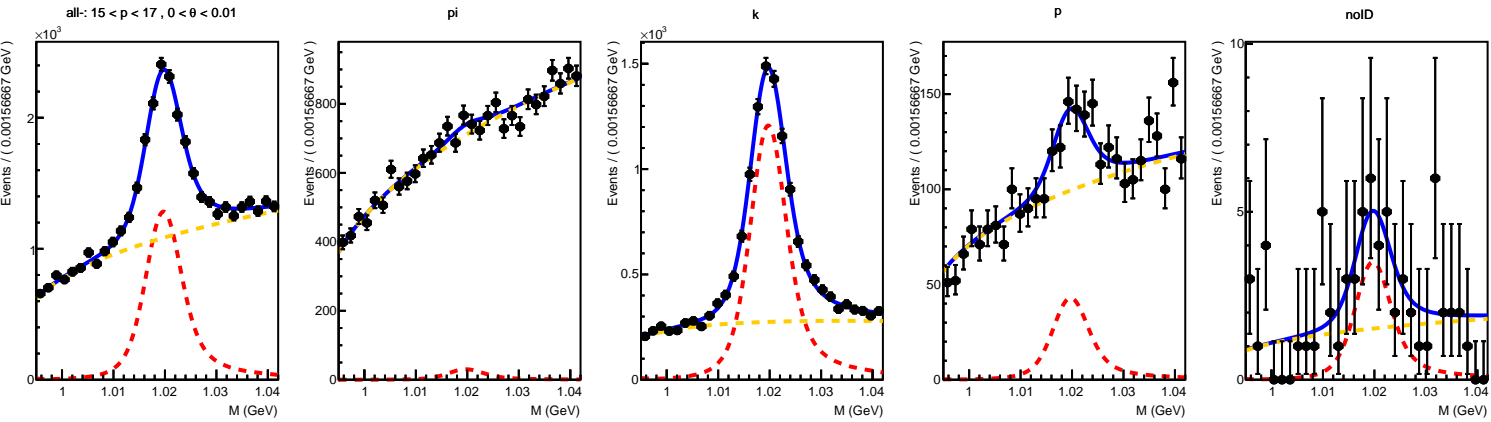 all-: 15 < p < 17 , 0 < θ < 0.01
×10³
Events / ( 0.00156667 GeV )
2
1
0
1 1.01 1.02 1.03 1.04
M (GeV)
pi
Events / ( 0.00156667 GeV )
800
600
400
200
0
1 1.01 1.02 1.03 1.04
M (GeV)
k
×10³
Events / ( 0.00156667 GeV )
1.5
1
0.5
0
1 1.01 1.02 1.03 1.04
M (GeV)
p
Events / ( 0.00156667 GeV )
150
100
50
0
1 1.01 1.02 1.03 1.04
M (GeV)
noID
Events / ( 0.00156667 GeV )
10
5
0
1 1.01 1.02 1.03 1.04
M (GeV)